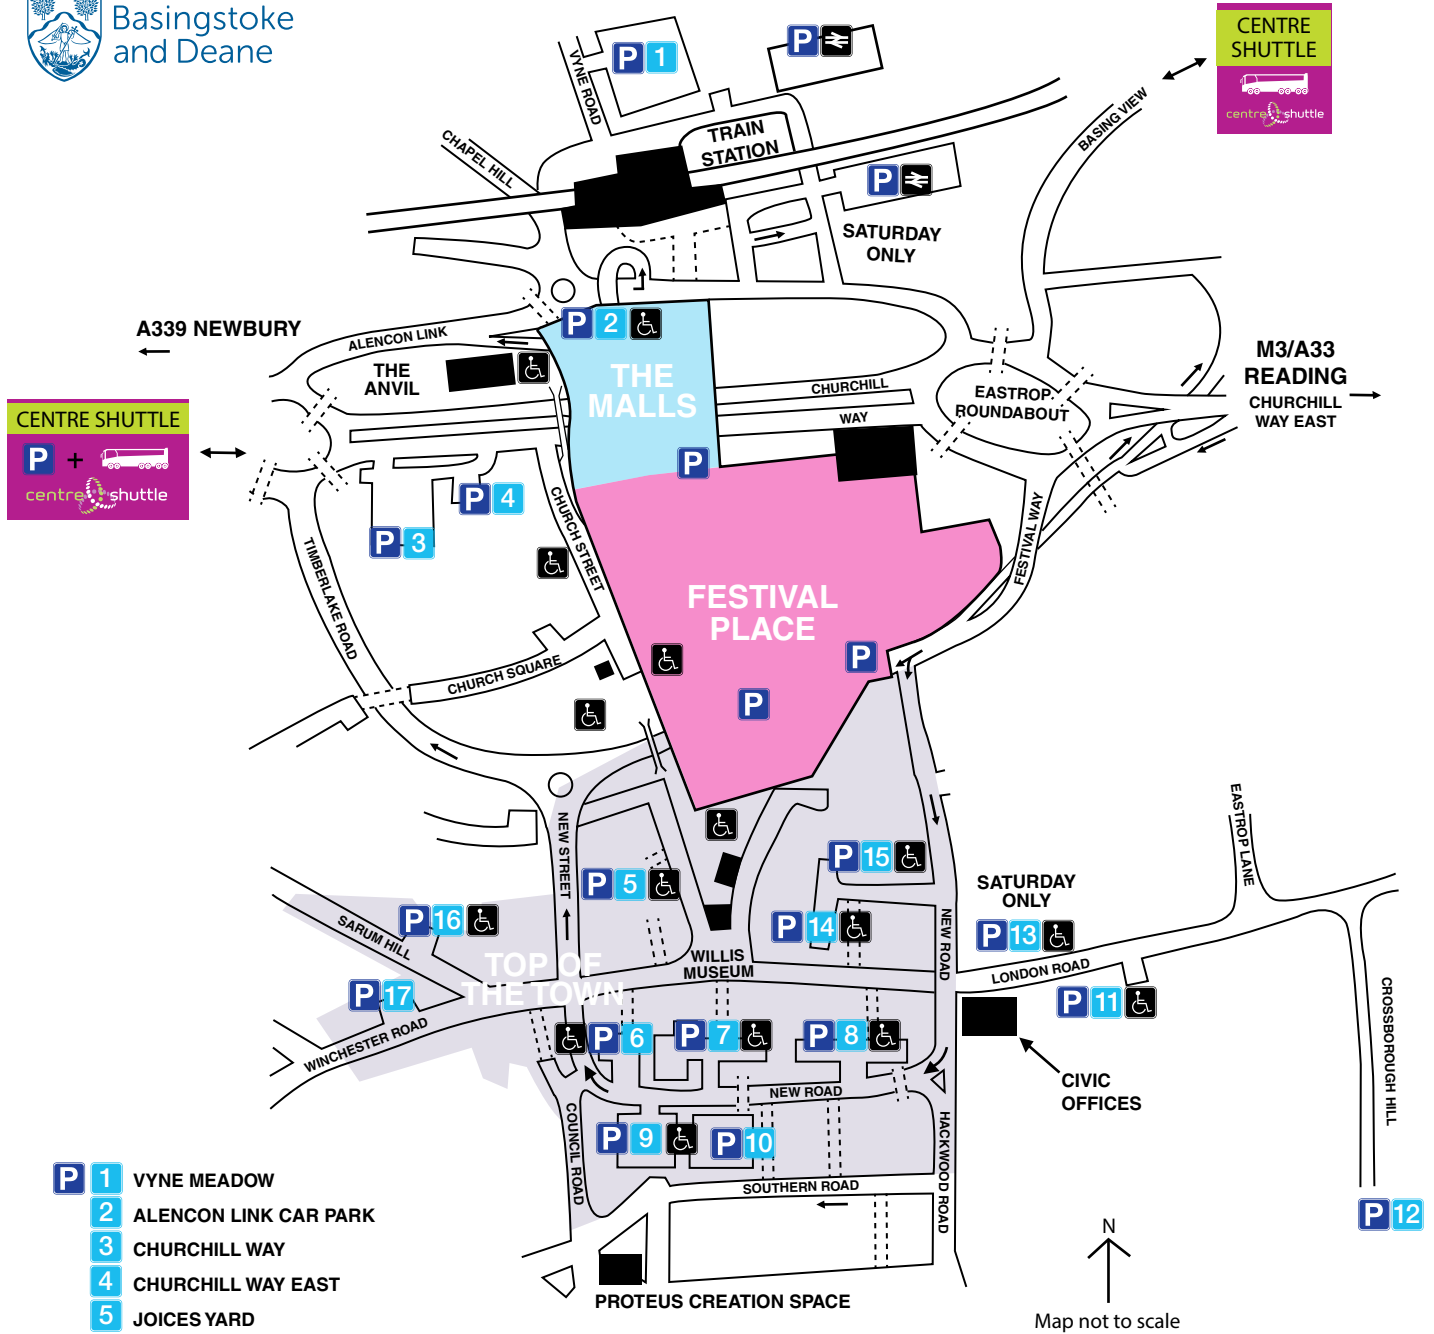 Basingstoke
and Deane
P 1
VYNE ROAD
P
CENTRE
SHUTTLE
centre shuttle
BASING VIEW
CHAPEL HILL
TRAIN
STATION
P
SATURDAY
ONLY
A339 NEWBURY
ALENCON LINK
P 2
THE
ANVIL
THE
MALLS
CHURCHILL
WAY
EASTROP
ROUNDABOUT
M3/A33
READING
CHURCHILL
WAY EAST
CENTRE SHUTTLE
P +
centre shuttle
P
P 4
P 3
CHURCH STREET
FESTIVAL WAY
TIMBERLAKE ROAD
FESTIVAL
PLACE
P
CHURCH SQUARE
P
EASTROP LANE
NEW STREET
P 15
P 5
SATURDAY
ONLY
P 16
P 14
P 13
NEW ROAD
SARUM HILL
TOP OF
THE TOWN
WILLIS
MUSEUM
LONDON ROAD
P 17
P 11
CROSSBOROUGH HILL
WINCHESTER ROAD
P 6
P 7
P 8
CIVIC
OFFICES
NEW ROAD
COUNCIL ROAD
P 9
P 10
HACKWOOD ROAD
SOUTHERN ROAD
P 12
P 1 VYNE MEADOW
2 ALENCON LINK CAR PARK
3 CHURCHILL WAY
4 CHURCHILL WAY EAST
5 JOICES YARD
PROTEUS CREATION SPACE
N
Map not to scale